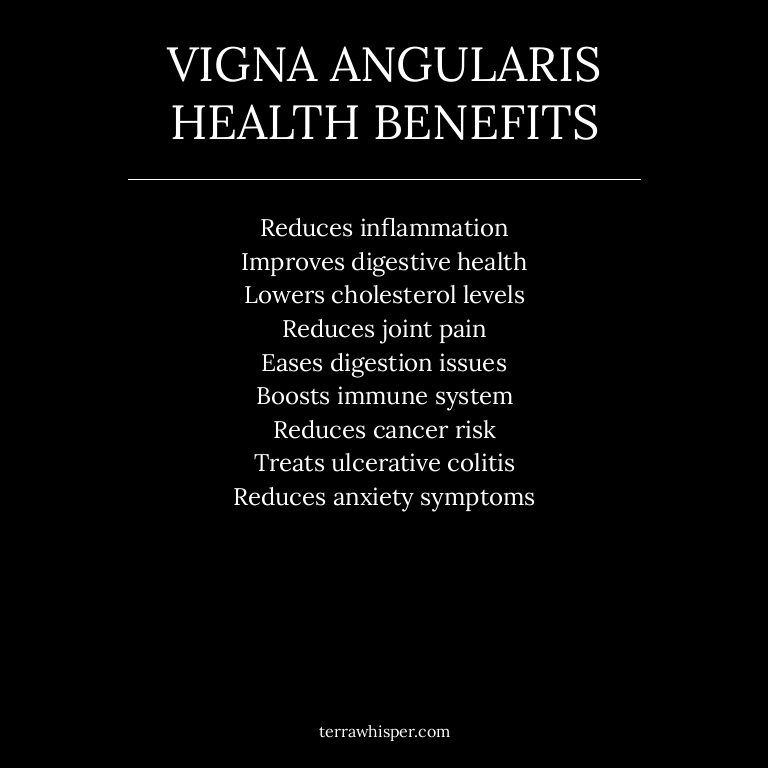 VIGNA ANGULARIS
HEALTH BENEFITS
Reduces inflammation
Improves digestive health
Lowers cholesterol levels
Reduces joint pain
Eases digestion issues
Boosts immune system
Reduces cancer risk
Treats ulcerative colitis
Reduces anxiety symptoms
terrawhisper.com